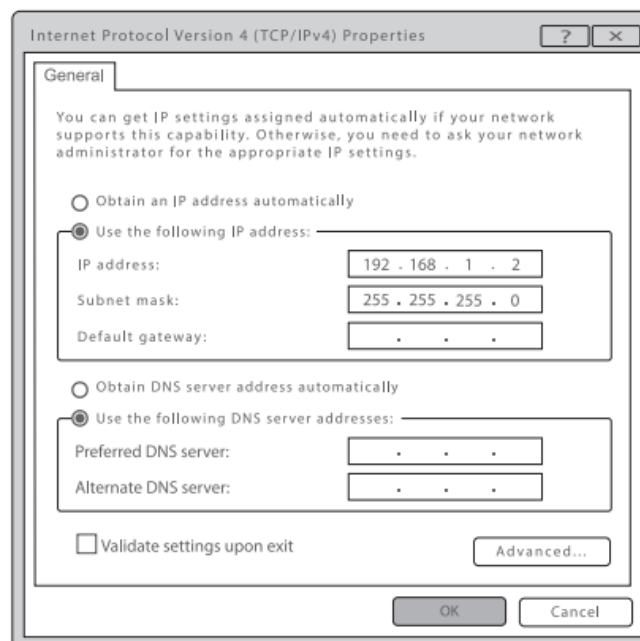 Internet Protocol Version 4 (TCP/IPv4) Properties ? ×
General
You can get IP settings assigned automatically if your network
supports this capability. Otherwise, you need to ask your network
administrator for the appropriate IP settings.
Obtain an IP address automatically
Use the following IP address:
IP address: 192 . 168 . 1 . 2
Subnet mask: 255 . 255 . 255 . 0
Default gateway: . . .
Obtain DNS server address automatically
Use the following DNS server addresses:
Preferred DNS server: . . .
Alternate DNS server: . . .
Validate settings upon exit
Advanced...
OK Cancel